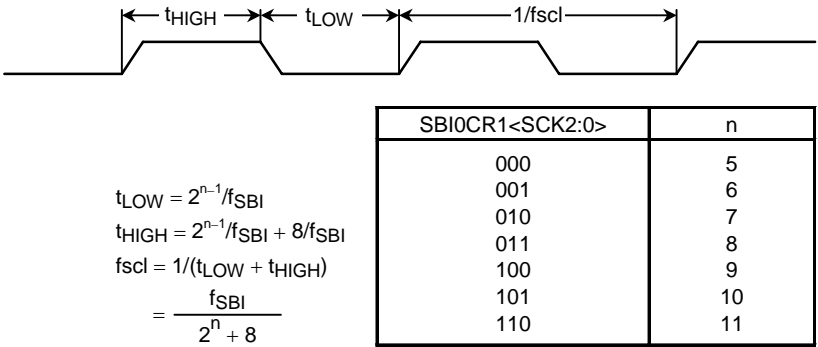 tHIGH tLOW 1/fscl
SBI0CR1<SCK2:0> n
000 5
001 6
010 7
011 8
100 9
101 10
110 11
tLOW = 2^n−1/fSBI
tHIGH = 2^n−1/fSBI + 8/fSBI
fscl = 1/(tLOW + tHIGH)
= fSBI
2^n + 8